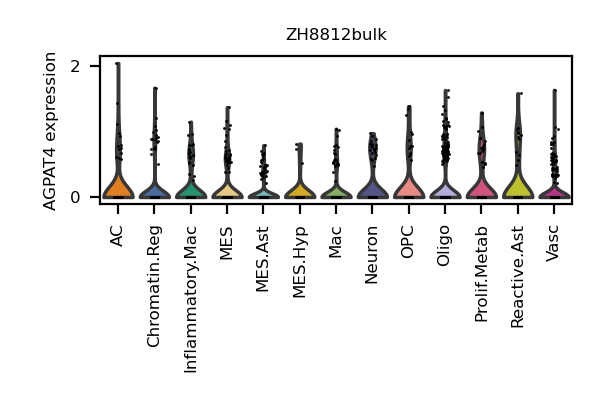 ZH8812bulk
AGPAT4 expression
2
0
AC
Chromatin.Reg
Inflammatory.Mac
MES
MES.Ast
MES.Hyp
Mac
Neuron
OPC
Oligo
Prolif.Metab
Reactive.Ast
Vasc